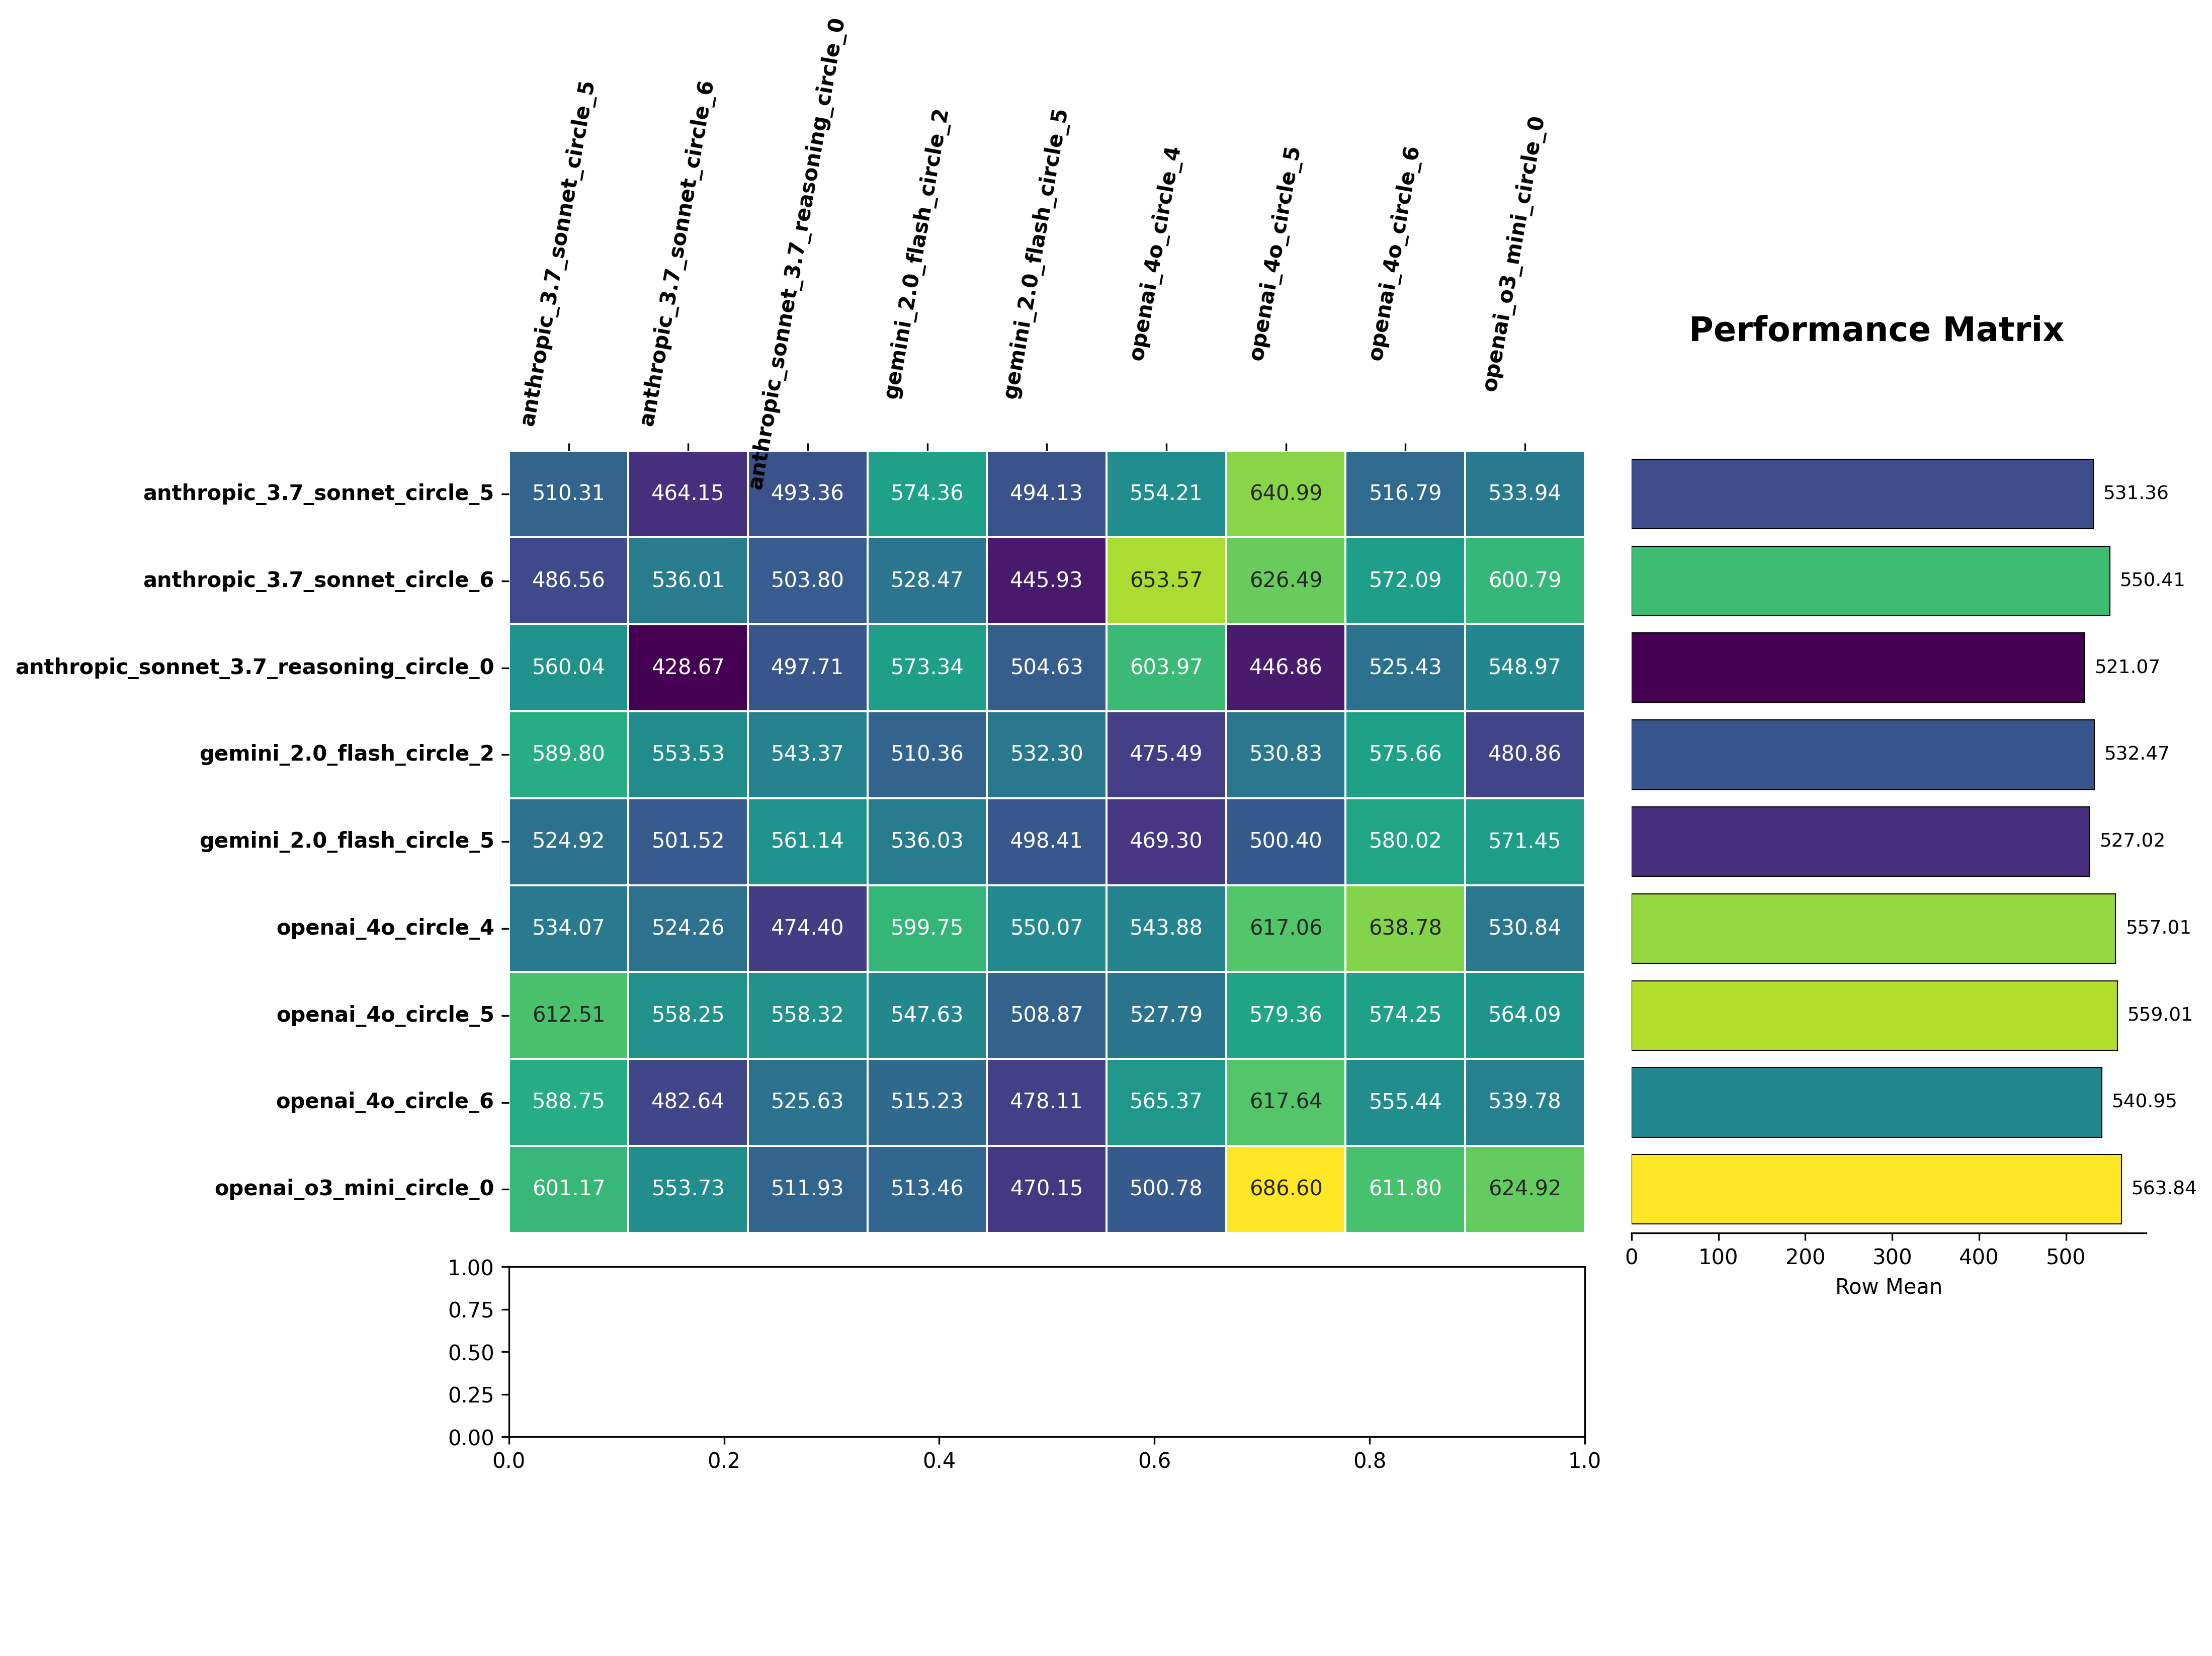 anthropic_3.7_sonnet_circle_5
anthropic_3.7_sonnet_circle_6
anthropic_sonnet_3.7_reasoning_circle_0
gemini_2.0_flash_circle_2
gemini_2.0_flash_circle_5
openai_4o_circle_4
openai_4o_circle_5
openai_4o_circle_6
openai_o3_mini_circle_0
Performance Matrix
anthropic_3.7_sonnet_circle_5 510.31 464.15 493.36 574.36 494.13 554.21 640.99 516.79 533.94 531.36
anthropic_3.7_sonnet_circle_6 486.56 536.01 503.80 528.47 445.93 653.57 626.49 572.09 600.79 550.41
anthropic_sonnet_3.7_reasoning_circle_0 560.04 428.67 497.71 573.34 504.63 603.97 446.86 525.43 548.97 521.07
gemini_2.0_flash_circle_2 589.80 553.53 543.37 510.36 532.30 475.49 530.83 575.66 480.86 532.47
gemini_2.0_flash_circle_5 524.92 501.52 561.14 536.03 498.41 469.30 500.40 580.02 571.45 527.02
openai_4o_circle_4 534.07 524.26 474.40 599.75 550.07 543.88 617.06 638.78 530.84 557.01
openai_4o_circle_5 612.51 558.25 558.32 547.63 508.87 527.79 579.36 574.25 564.09 559.01
openai_4o_circle_6 588.75 482.64 525.63 515.23 478.11 565.37 617.64 555.44 539.78 540.95
openai_o3_mini_circle_0 601.17 553.73 511.93 513.46 470.15 500.78 686.60 611.80 624.92 563.84
0 100 200 300 400 500
Row Mean
1.00
0.75
0.50
0.25
0.00
0.0 0.2 0.4 0.6 0.8 1.0